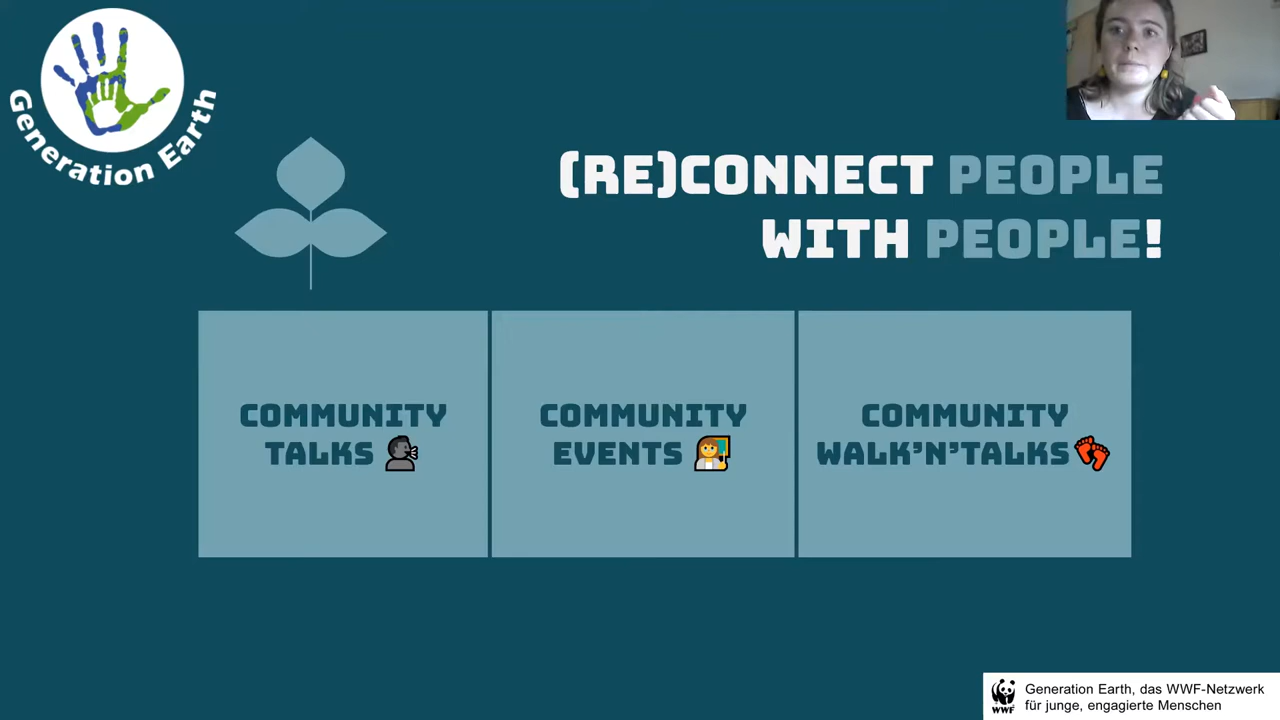 Generation Earth
(RE)CONNECT PEOPLE
WITH PEOPLE!
COMMUNITY
TALKS
COMMUNITY
EVENTS
COMMUNITY
WALK'N'TALKS
WWF
Generation Earth, das WWF-Netzwerk
für junge, engagierte Menschen